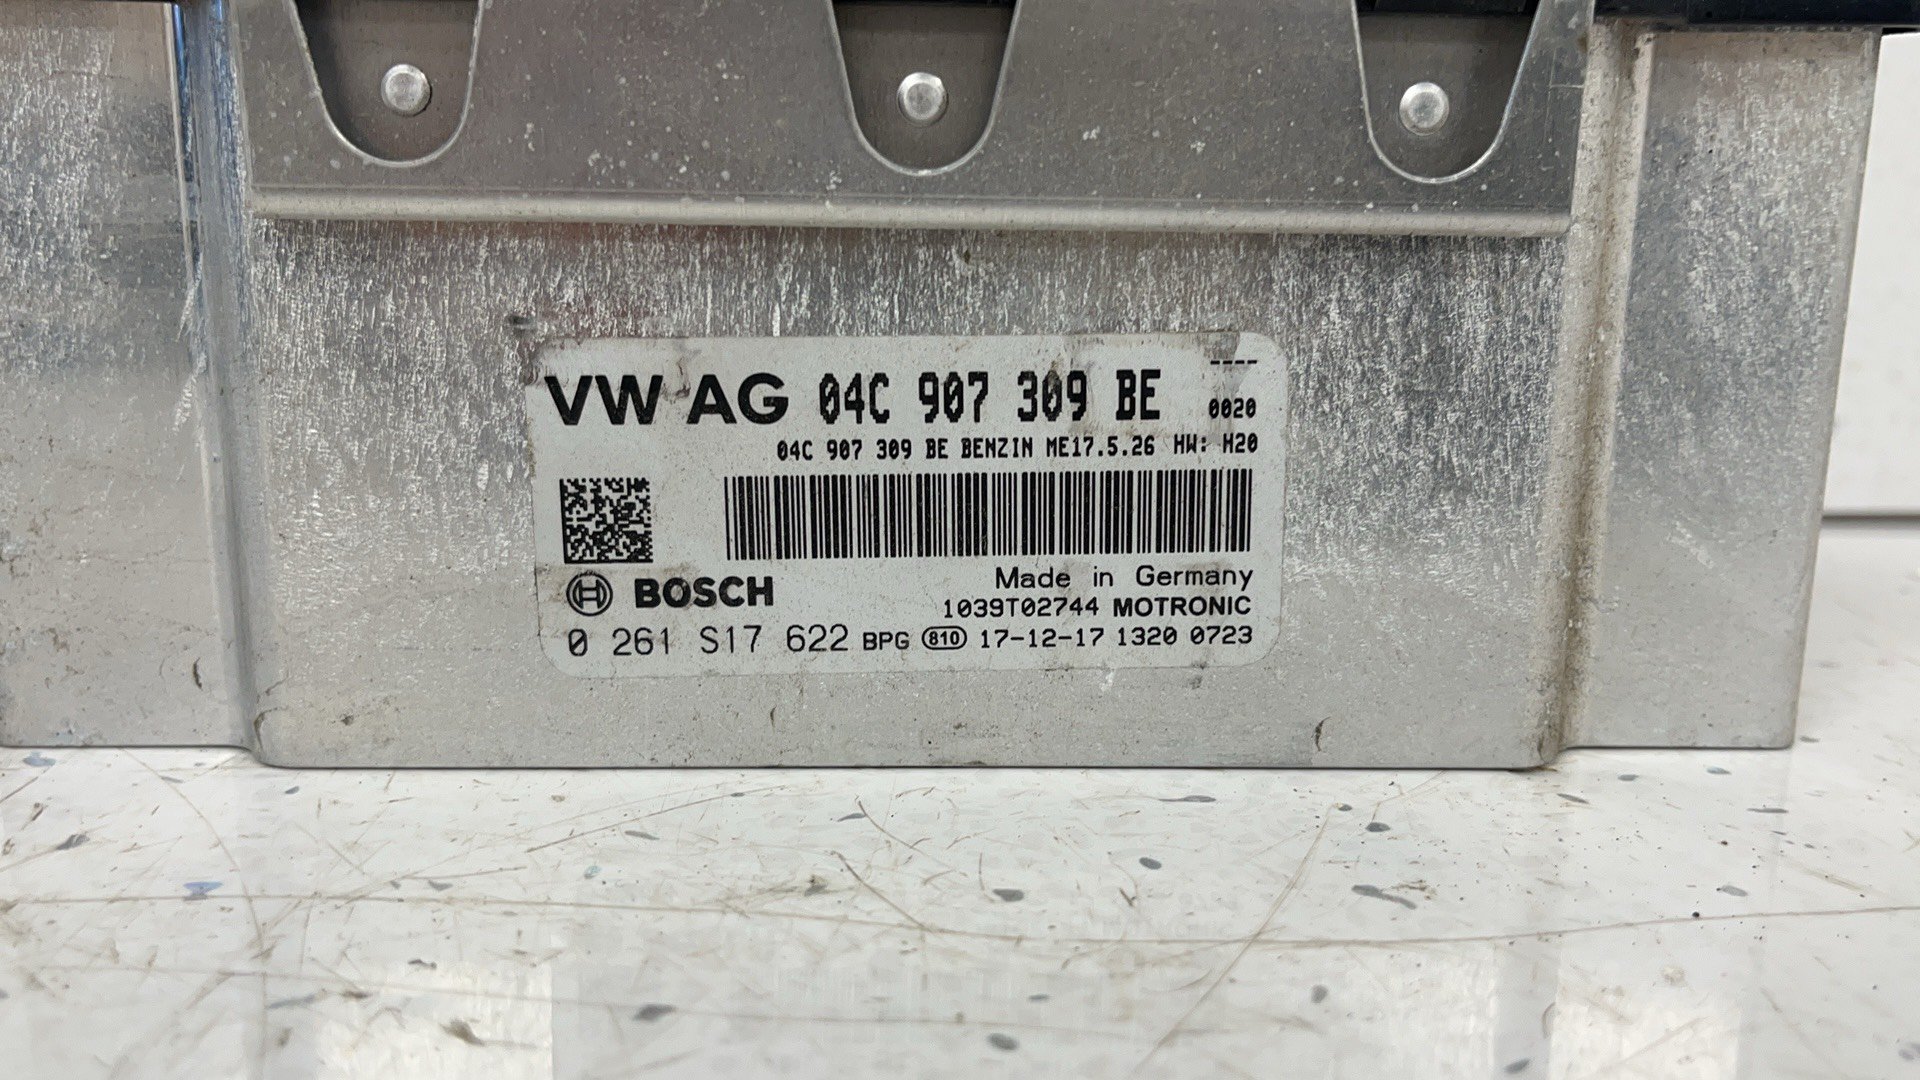 ----
VW AG 04C 907 309 BE 0020
04C 907 309 BE BENZIN ME17.5.26 HW: H20
BOSCH
Made in Germany
1039T02744 MOTRONIC
0 261 S17 622 BPG 810 17-12-17 1320 0723